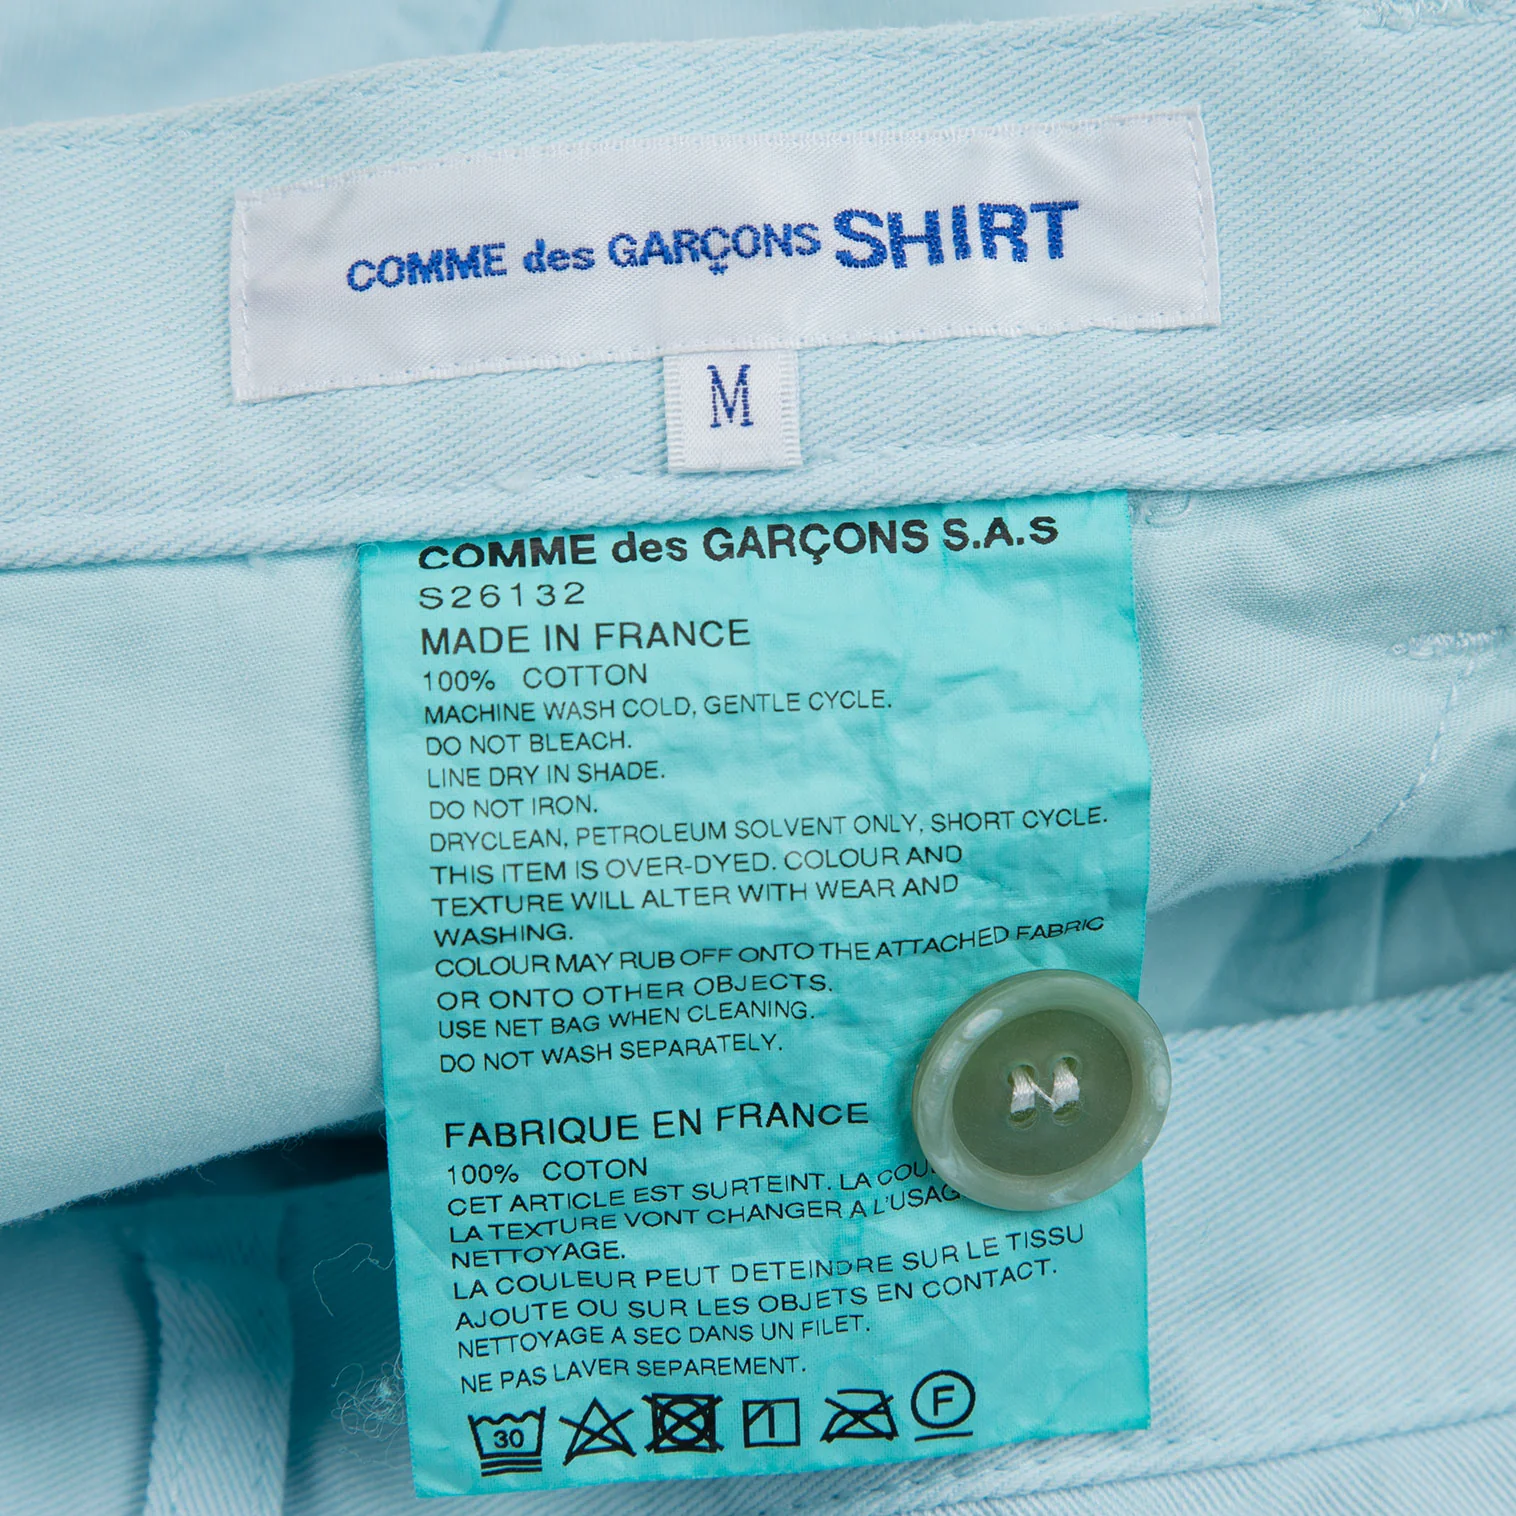 COMME des GARÇONS SHIRT
M
COMME des GARÇONS S.A.S
S26132
MADE IN FRANCE
100% COTTON
MACHINE WASH COLD, GENTLE CYCLE.
DO NOT BLEACH.
LINE DRY IN SHADE.
DO NOT IRON.
DRYCLEAN, PETROLEUM SOLVENT ONLY, SHORT CYCLE.
THIS ITEM IS OVER-DYED. COLOUR AND
TEXTURE WILL ALTER WITH WEAR AND
WASHING.
COLOUR MAY RUB OFF ONTO THE ATTACHED FABRIC
OR ONTO OTHER OBJECTS.
USE NET BAG WHEN CLEANING.
DO NOT WASH SEPARATELY.
FABRIQUE EN FRANCE
100% COTON
CET ARTICLE EST SURTEINT. LA
LA TEXTURE VONT CHANGER A
NETTOYAGE.
LA COULEUR PEUT DETEINDRE SUR LE TISSU
AJOUTE OU SUR LES OBJETS EN CONTACT.
NETTOYAGE A SEC DANS UN FILET.
NE PAS LAVER SEPAREMENT.
30 F